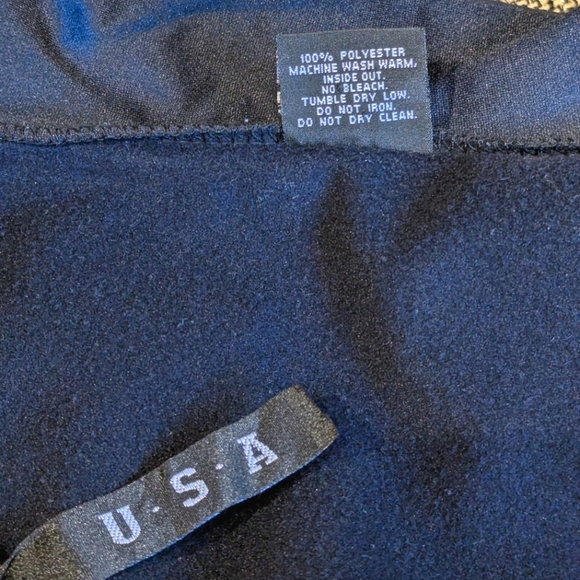 100% POLYESTER
MACHINE WASH WARM,
INSIDE OUT.
NO BLEACH.
TUMBLE DRY LOW.
DO NOT IRON.
DO NOT DRY CLEAN.
U·S·A